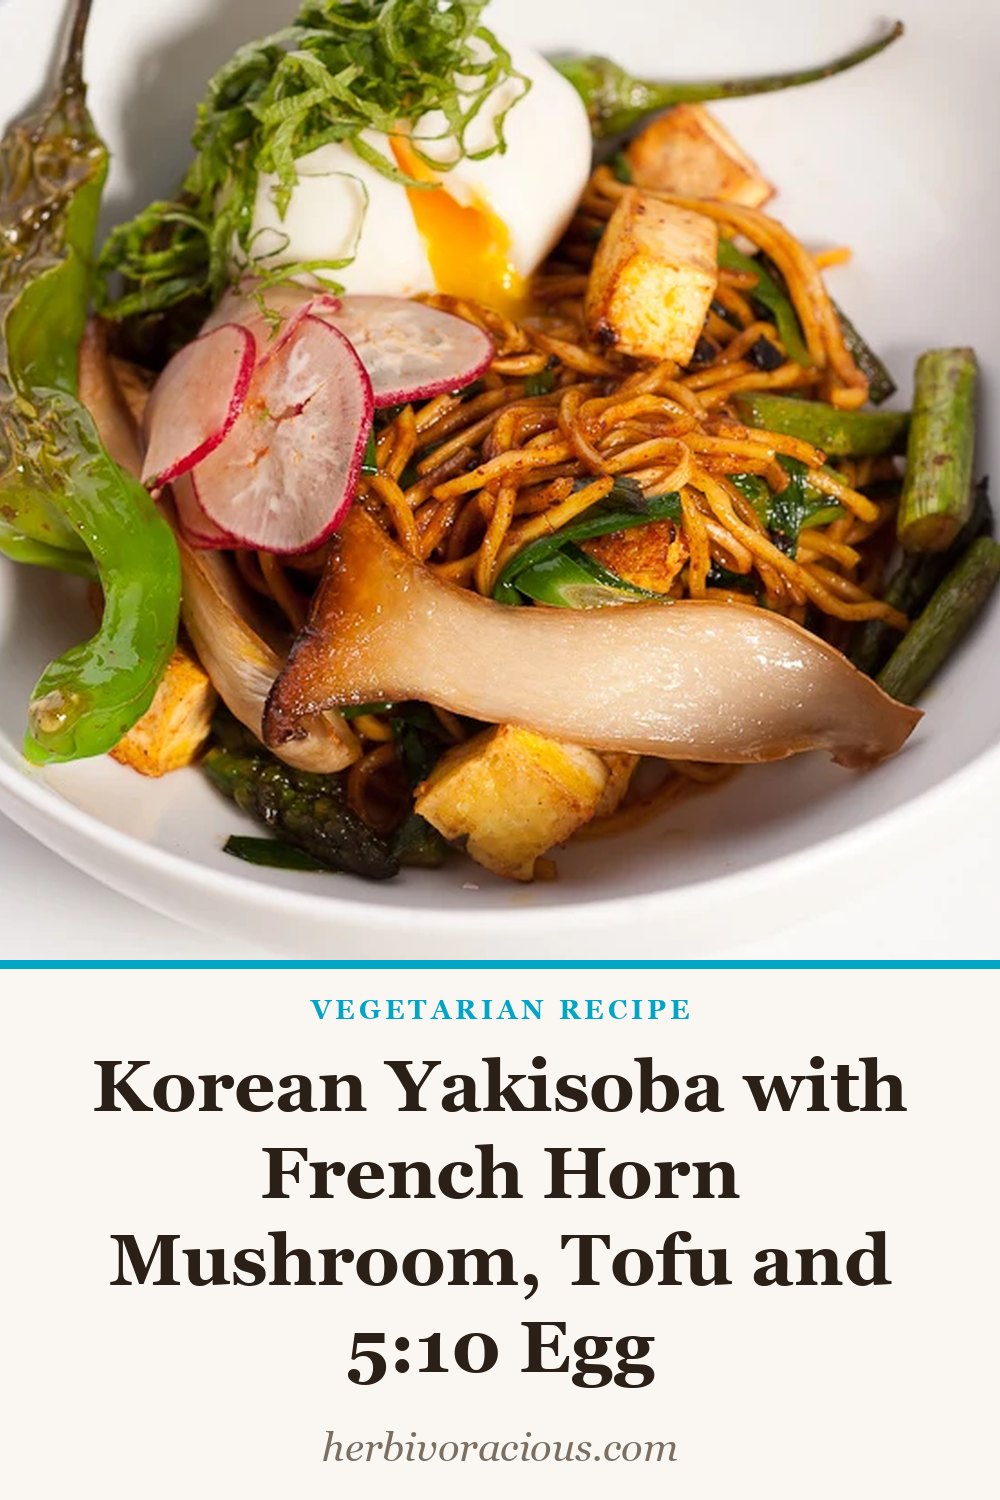 VEGETARIAN RECIPE
Korean Yakisoba with
French Horn
Mushroom, Tofu and
5:10 Egg
herbivoracious.com